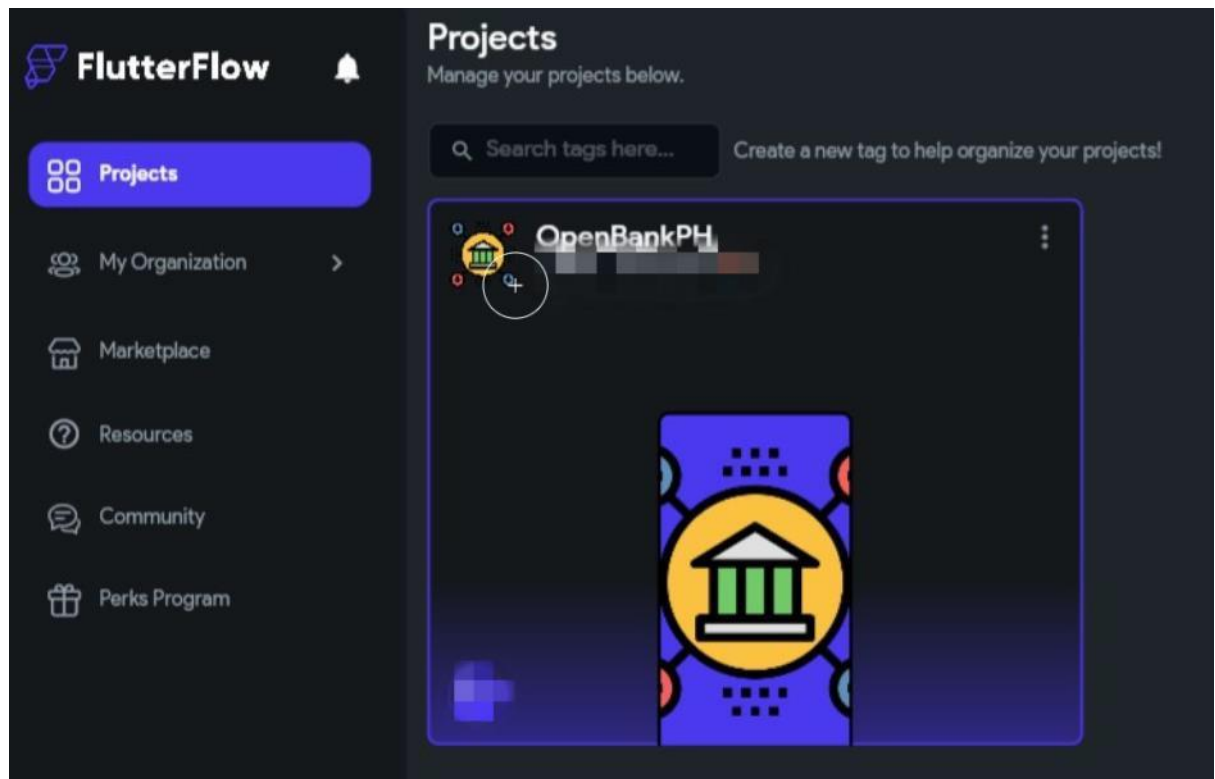 FlutterFlow
Projects
My Organization
Marketplace
Resources
Community
Perks Program
Projects
Manage your projects below.
Search tags here...
Create a new tag to help organize your projects!
OpenBankPH